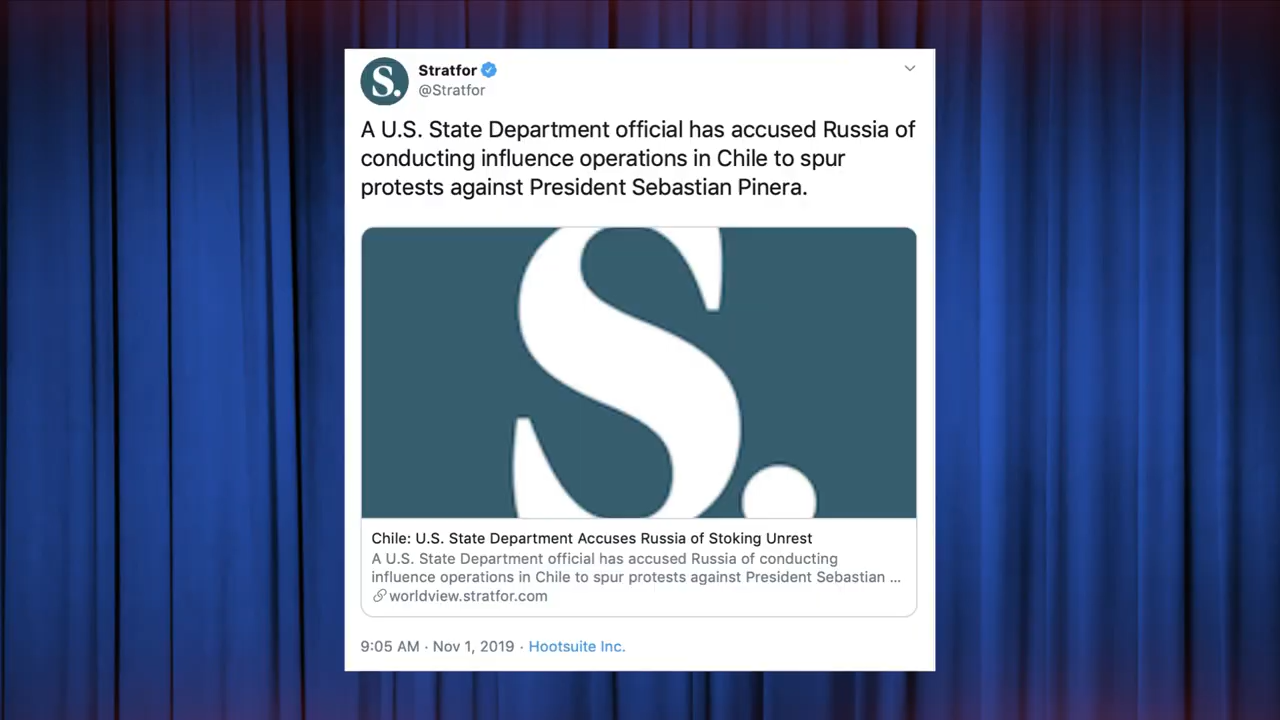 S.
Stratfor
@Stratfor
A U.S. State Department official has accused Russia of
conducting influence operations in Chile to spur
protests against President Sebastian Pinera.
S.
Chile: U.S. State Department Accuses Russia of Stoking Unrest
A U.S. State Department official has accused Russia of conducting
influence operations in Chile to spur protests against President Sebastian ...
worldview.stratfor.com
9:05 AM · Nov 1, 2019 · Hootsuite Inc.